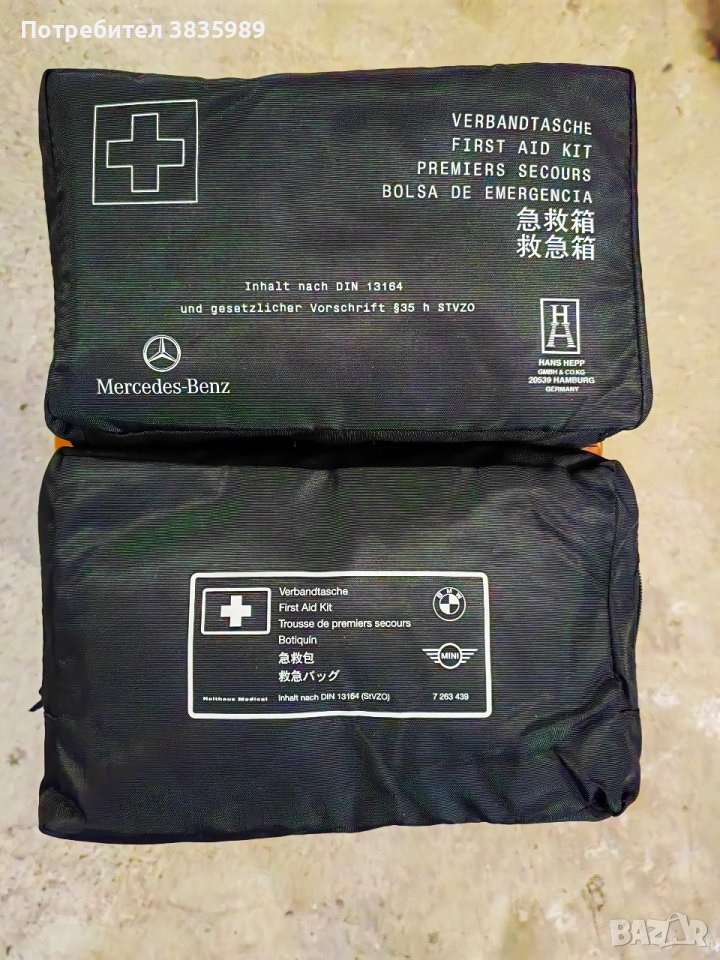 Потребител 3835989
VERBANDTASCHE
FIRST AID KIT
PREMIERS SECOURS
BOLSA DE EMERGENCIA
急救箱
救急箱
Inhalt nach DIN 13164
und gesetzlicher Vorschrift §35 h STVZO
Mercedes-Benz
H
HANS HEPP
GMBH & CO.KG
20539 HAMBURG
GERMANY
Verbandtasche
First Aid Kit
Trousse de premiers secours
Botiquín
急救包
救急バッグ
BMW
MINI
Holthaus Medical
Inhalt nach DIN 13164 (StVZO)
7 263 439
BAZAR